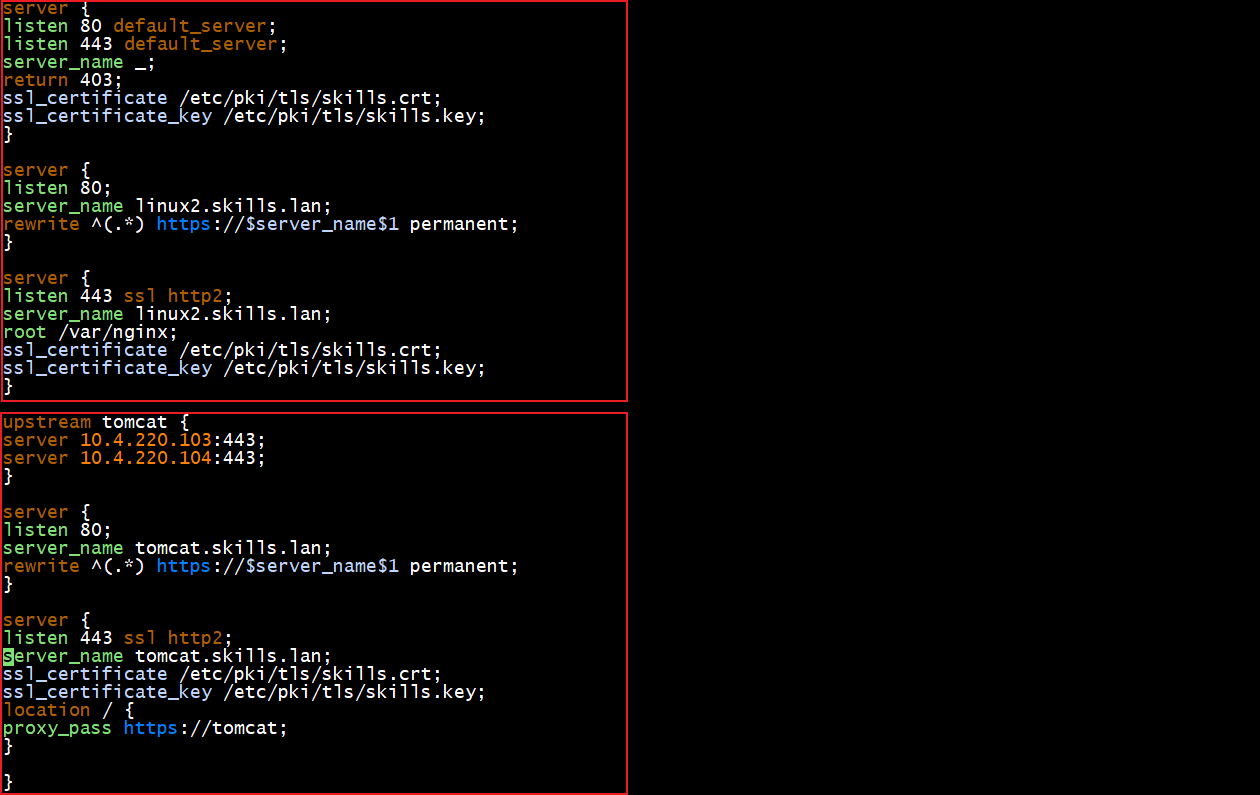 server {
listen 80 default_server;
listen 443 default_server;
server_name _;
return 403;
ssl_certificate /etc/pki/tls/skills.crt;
ssl_certificate_key /etc/pki/tls/skills.key;
}
server {
listen 80;
server_name linux2.skills.lan;
rewrite ^(.*) https://$server_name$1 permanent;
}
server {
listen 443 ssl http2;
server_name linux2.skills.lan;
root /var/nginx;
ssl_certificate /etc/pki/tls/skills.crt;
ssl_certificate_key /etc/pki/tls/skills.key;
}
upstream tomcat {
server 10.4.220.103:443;
server 10.4.220.104:443;
}
server {
listen 80;
server_name tomcat.skills.lan;
rewrite ^(.*) https://$server_name$1 permanent;
}
server {
listen 443 ssl http2;
server_name tomcat.skills.lan;
ssl_certificate /etc/pki/tls/skills.crt;
ssl_certificate_key /etc/pki/tls/skills.key;
location / {
proxy_pass https://tomcat;
}
}